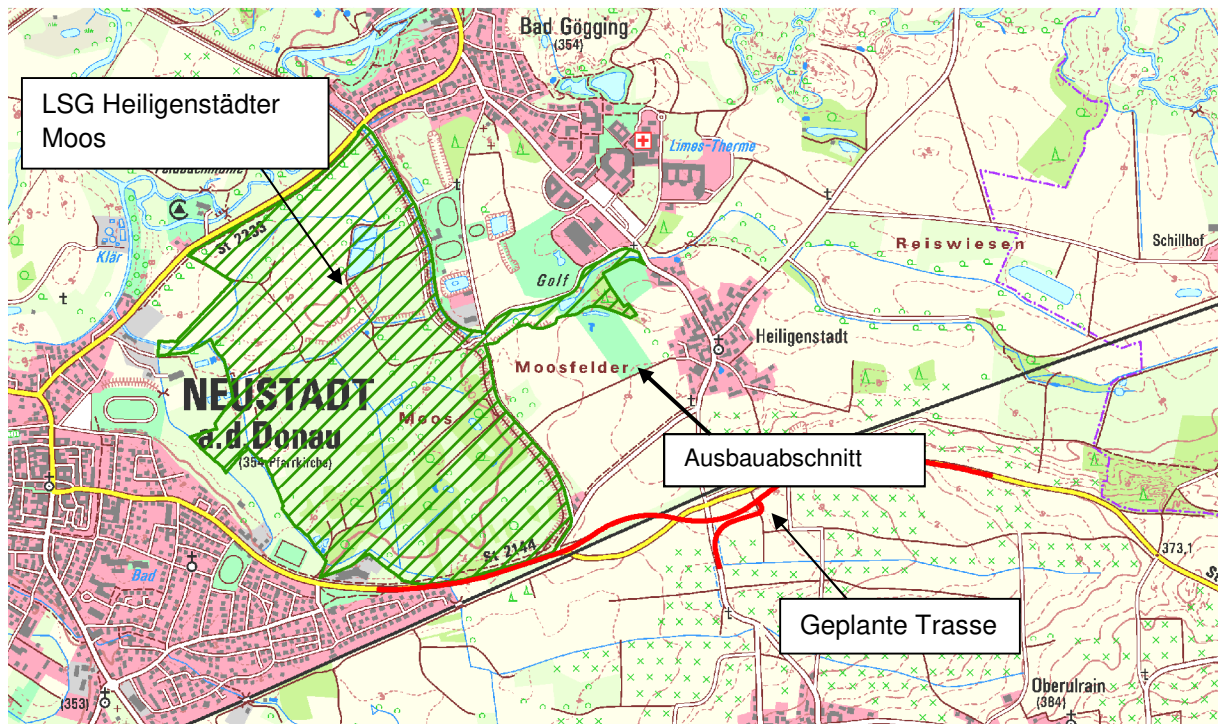 Bad Gögging
(354)
LSG Heiligenstädter
Moos
Limes-Therme
St 2233
Klär
Reiswiesen
Schillhof
Golf
Heiligenstadt
Moosfelder
NEUSTADT
a.d.Donau
(354 Pfarrkirche)
Moos
Ausbauabschnitt
St 2144
373,1
Bad
St
Geplante Trasse
Oberulrain
(384)
(353)